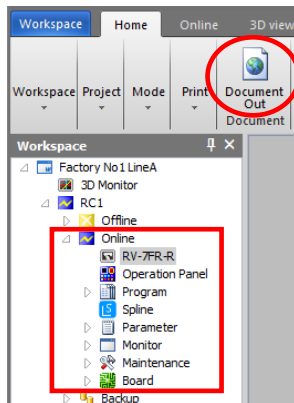 Workspace Home Online 3D view
Workspace Project Mode Print Document Out
Document
Workspace
Factory No1 LineA
3D Monitor
RC1
Offline
Online
RV-7FR-R
Operation Panel
Program
Spline
Parameter
Monitor
Maintenance
Board
Backup